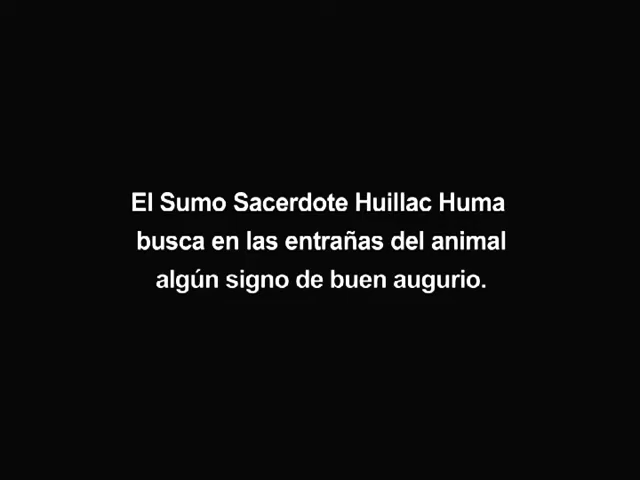 El Sumo Sacerdote Huillac Huma
busca en las entrañas del animal
algún signo de buen augurio.